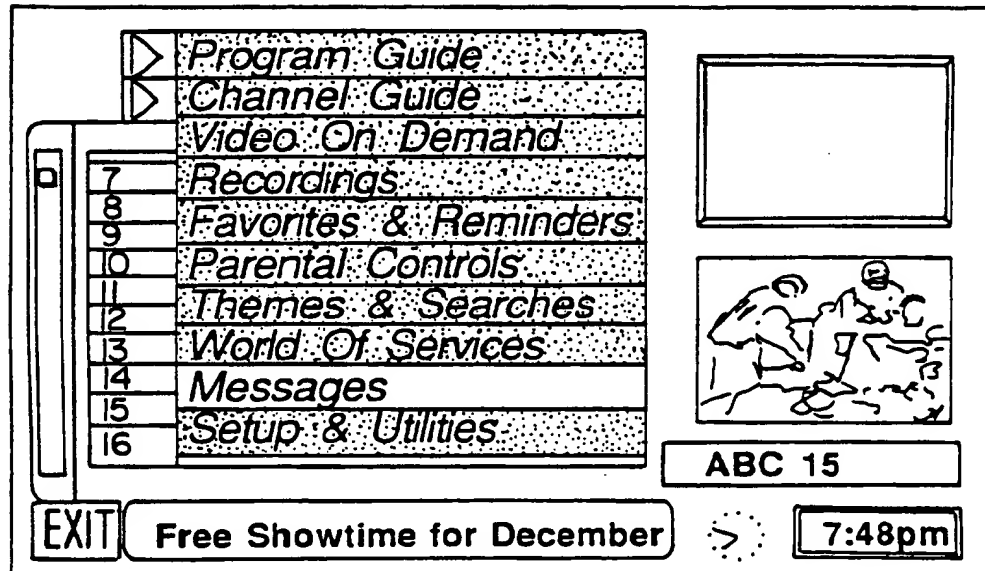 Program Guide
Channel Guide
Video On Demand
7 Recordings
8
9 Favorites & Reminders
10 Parental Controls
11
12 Themes & Searches
13 World Of Services
14 Messages
15
16 Setup & Utilities
ABC 15
EXIT Free Showtime for December 7:48pm